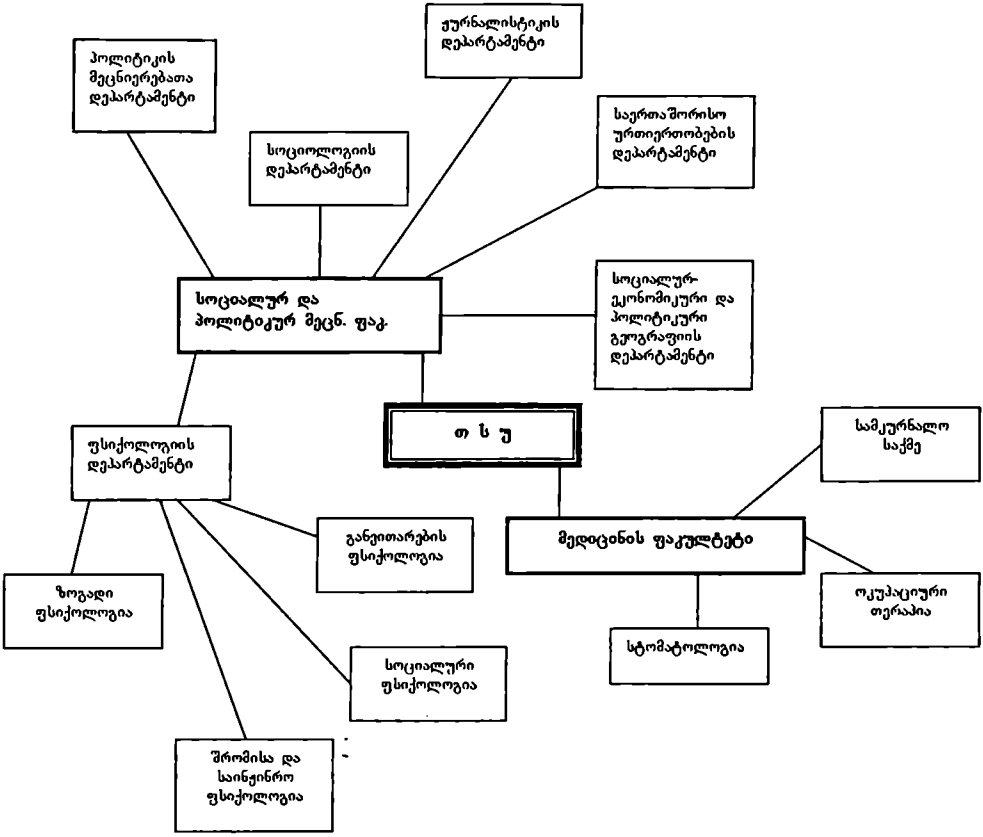 ჟურნალისტიკის
დეპარტამენტი
პოლიტიკის
მეცნიერებათა
დეპარტამენტი
საერთაშორისო
ურთიერთობების
დეპარტამენტი
სოციოლოგიის
დეპარტამენტი
სოციალურ-
ეკონომიკური და
პოლიტიკური
გეოგრაფიის
დეპარტამენტი
სოციალურ და
პოლიტიკურ მეცნ. ფაკ.
თ ს უ
სამკურნალო
საქმე
ფსიქოლოგიის
დეპარტამენტი
განვითარების
ფსიქოლოგია
მედიცინის ფაკულტეტი
ზოგადი
ფსიქოლოგია
ოკუპაციური
თერაპია
სტომატოლოგია
სოციალური
ფსიქოლოგია
შრომისა და
საინჟინრო
ფსიქოლოგია